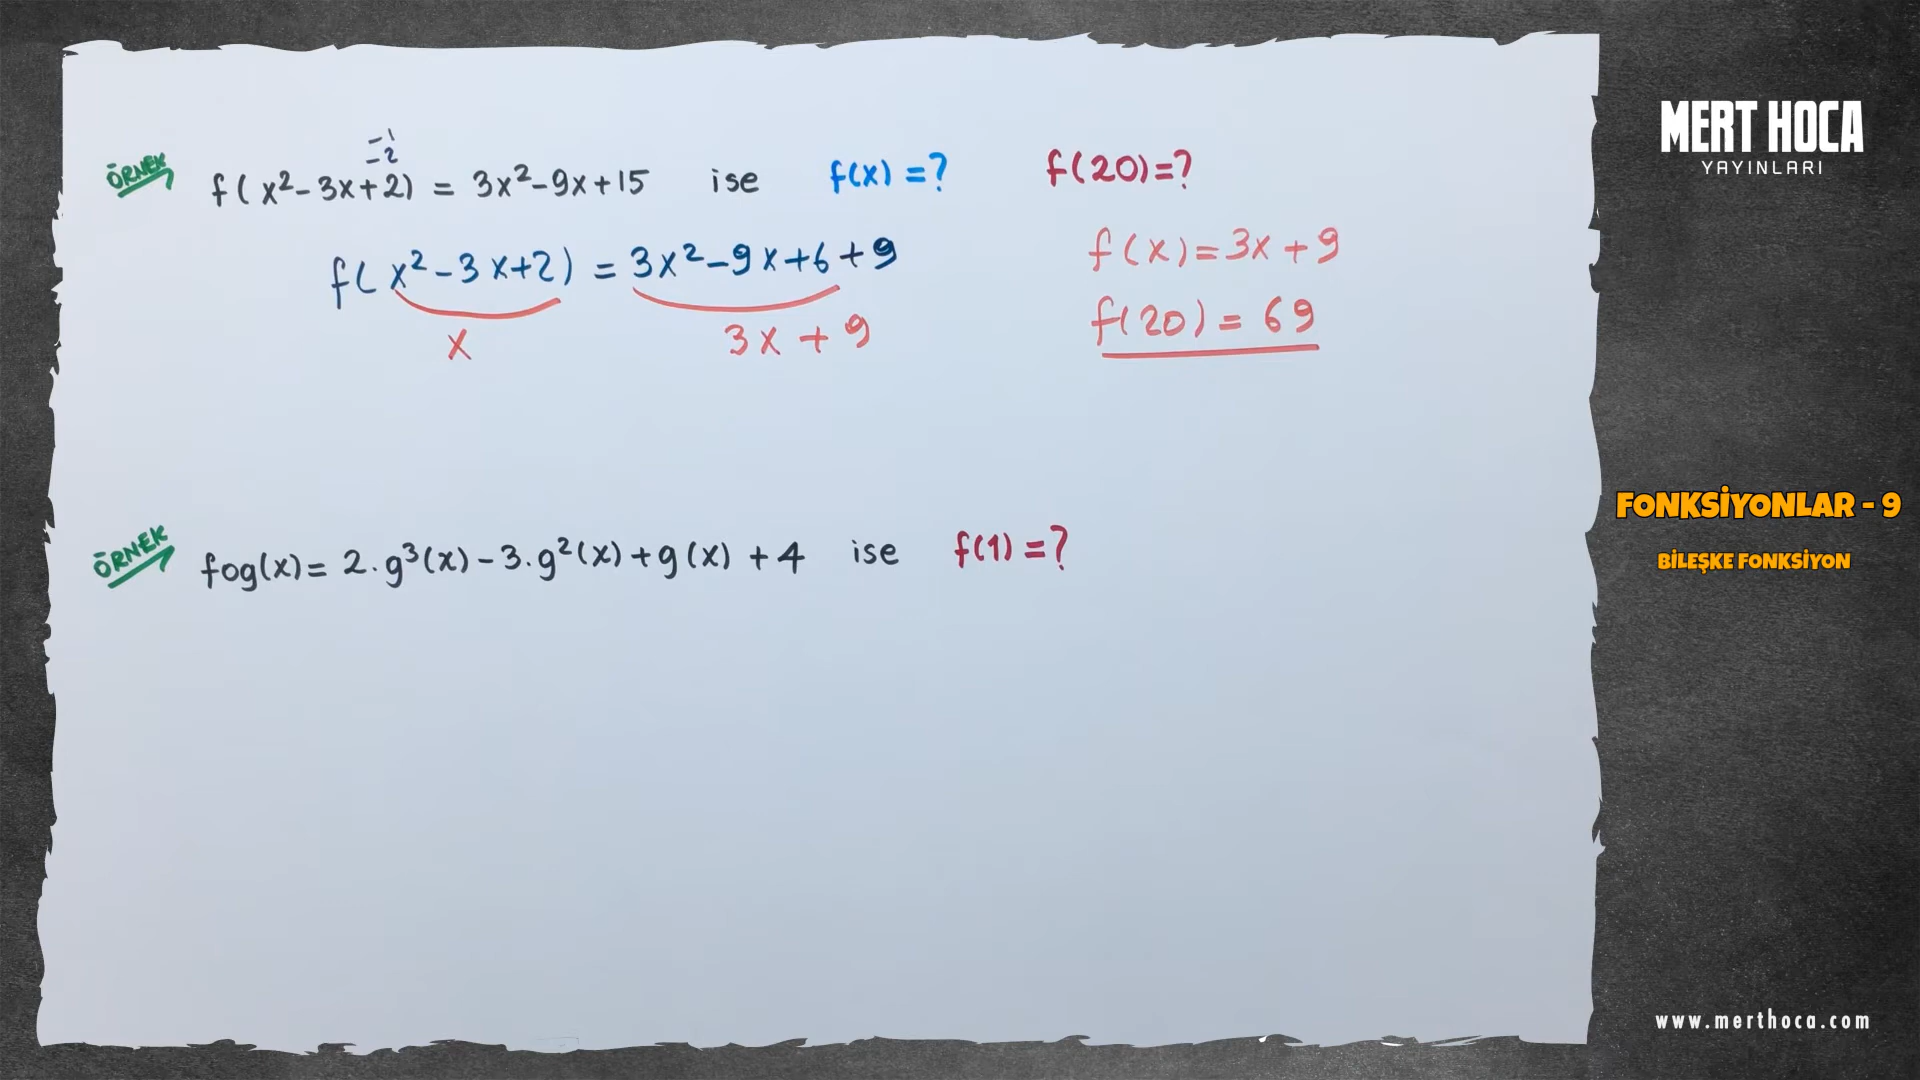 MERT HOCA
YAYINLARI
ÖRNEK f(x²-3x+2) = 3x²-9x+15 ise f(x) =? f(20)=?
-1
-2
f(x²-3x+2) = 3x²-9x+6+9
x 3x+9
f(x)=3x+9
f(20)=69
ÖRNEK fog(x)= 2.g³(x)-3.g²(x)+g(x)+4 ise f(1)=?
FONKSİYONLAR - 9
BİLEŞKE FONKSİYON
www.merthoca.com